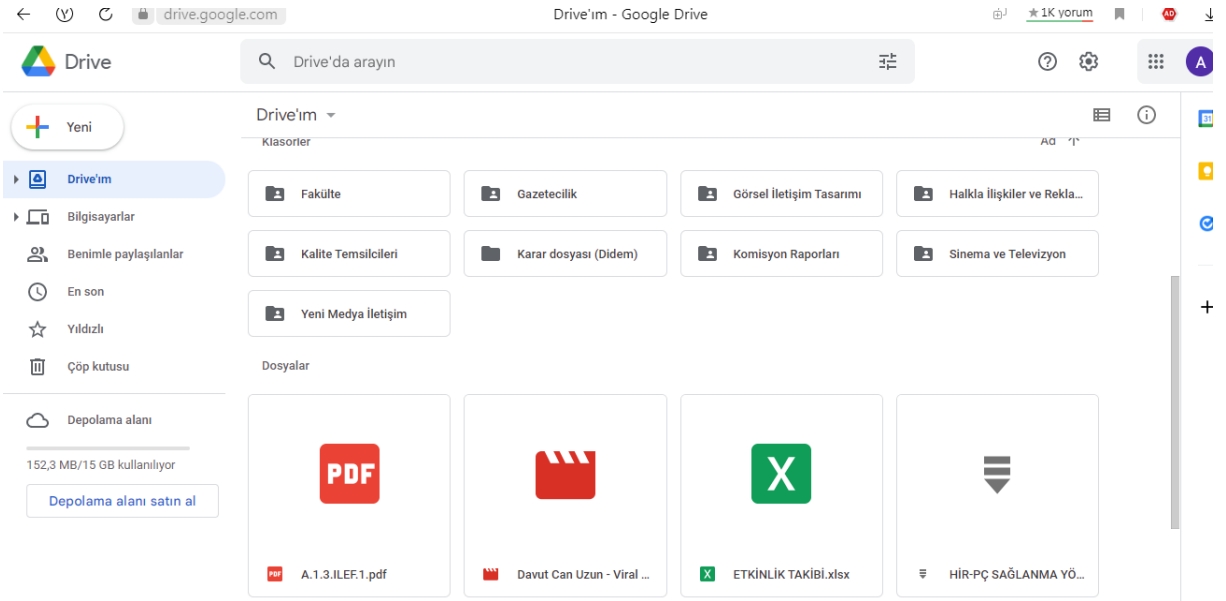 drive.google.com
Drive'ım - Google Drive
1K yorum
AD
Drive
Drive'da arayın
A
Yeni
Drive'ım
Klasörler
Ad
31
Drive'ım
Bilgisayarlar
Benimle paylaşılanlar
En son
Yıldızlı
Çöp kutusu
Depolama alanı
152,3 MB/15 GB kullanılıyor
Depolama alanı satın al
Fakülte
Gazetecilik
Görsel İletişim Tasarımı
Halkla İlişkiler ve Rekla...
Kalite Temsilcileri
Karar dosyası (Didem)
Komisyon Raporları
Sinema ve Televizyon
Yeni Medya İletişim
Dosyalar
PDF
X
PDF
A.1.3.ILEF.1.pdf
Davut Can Uzun - Viral ...
X
ETKİNLİK TAKİBİ.xlsx
HİR-PÇ SAĞLANMA YÖ...